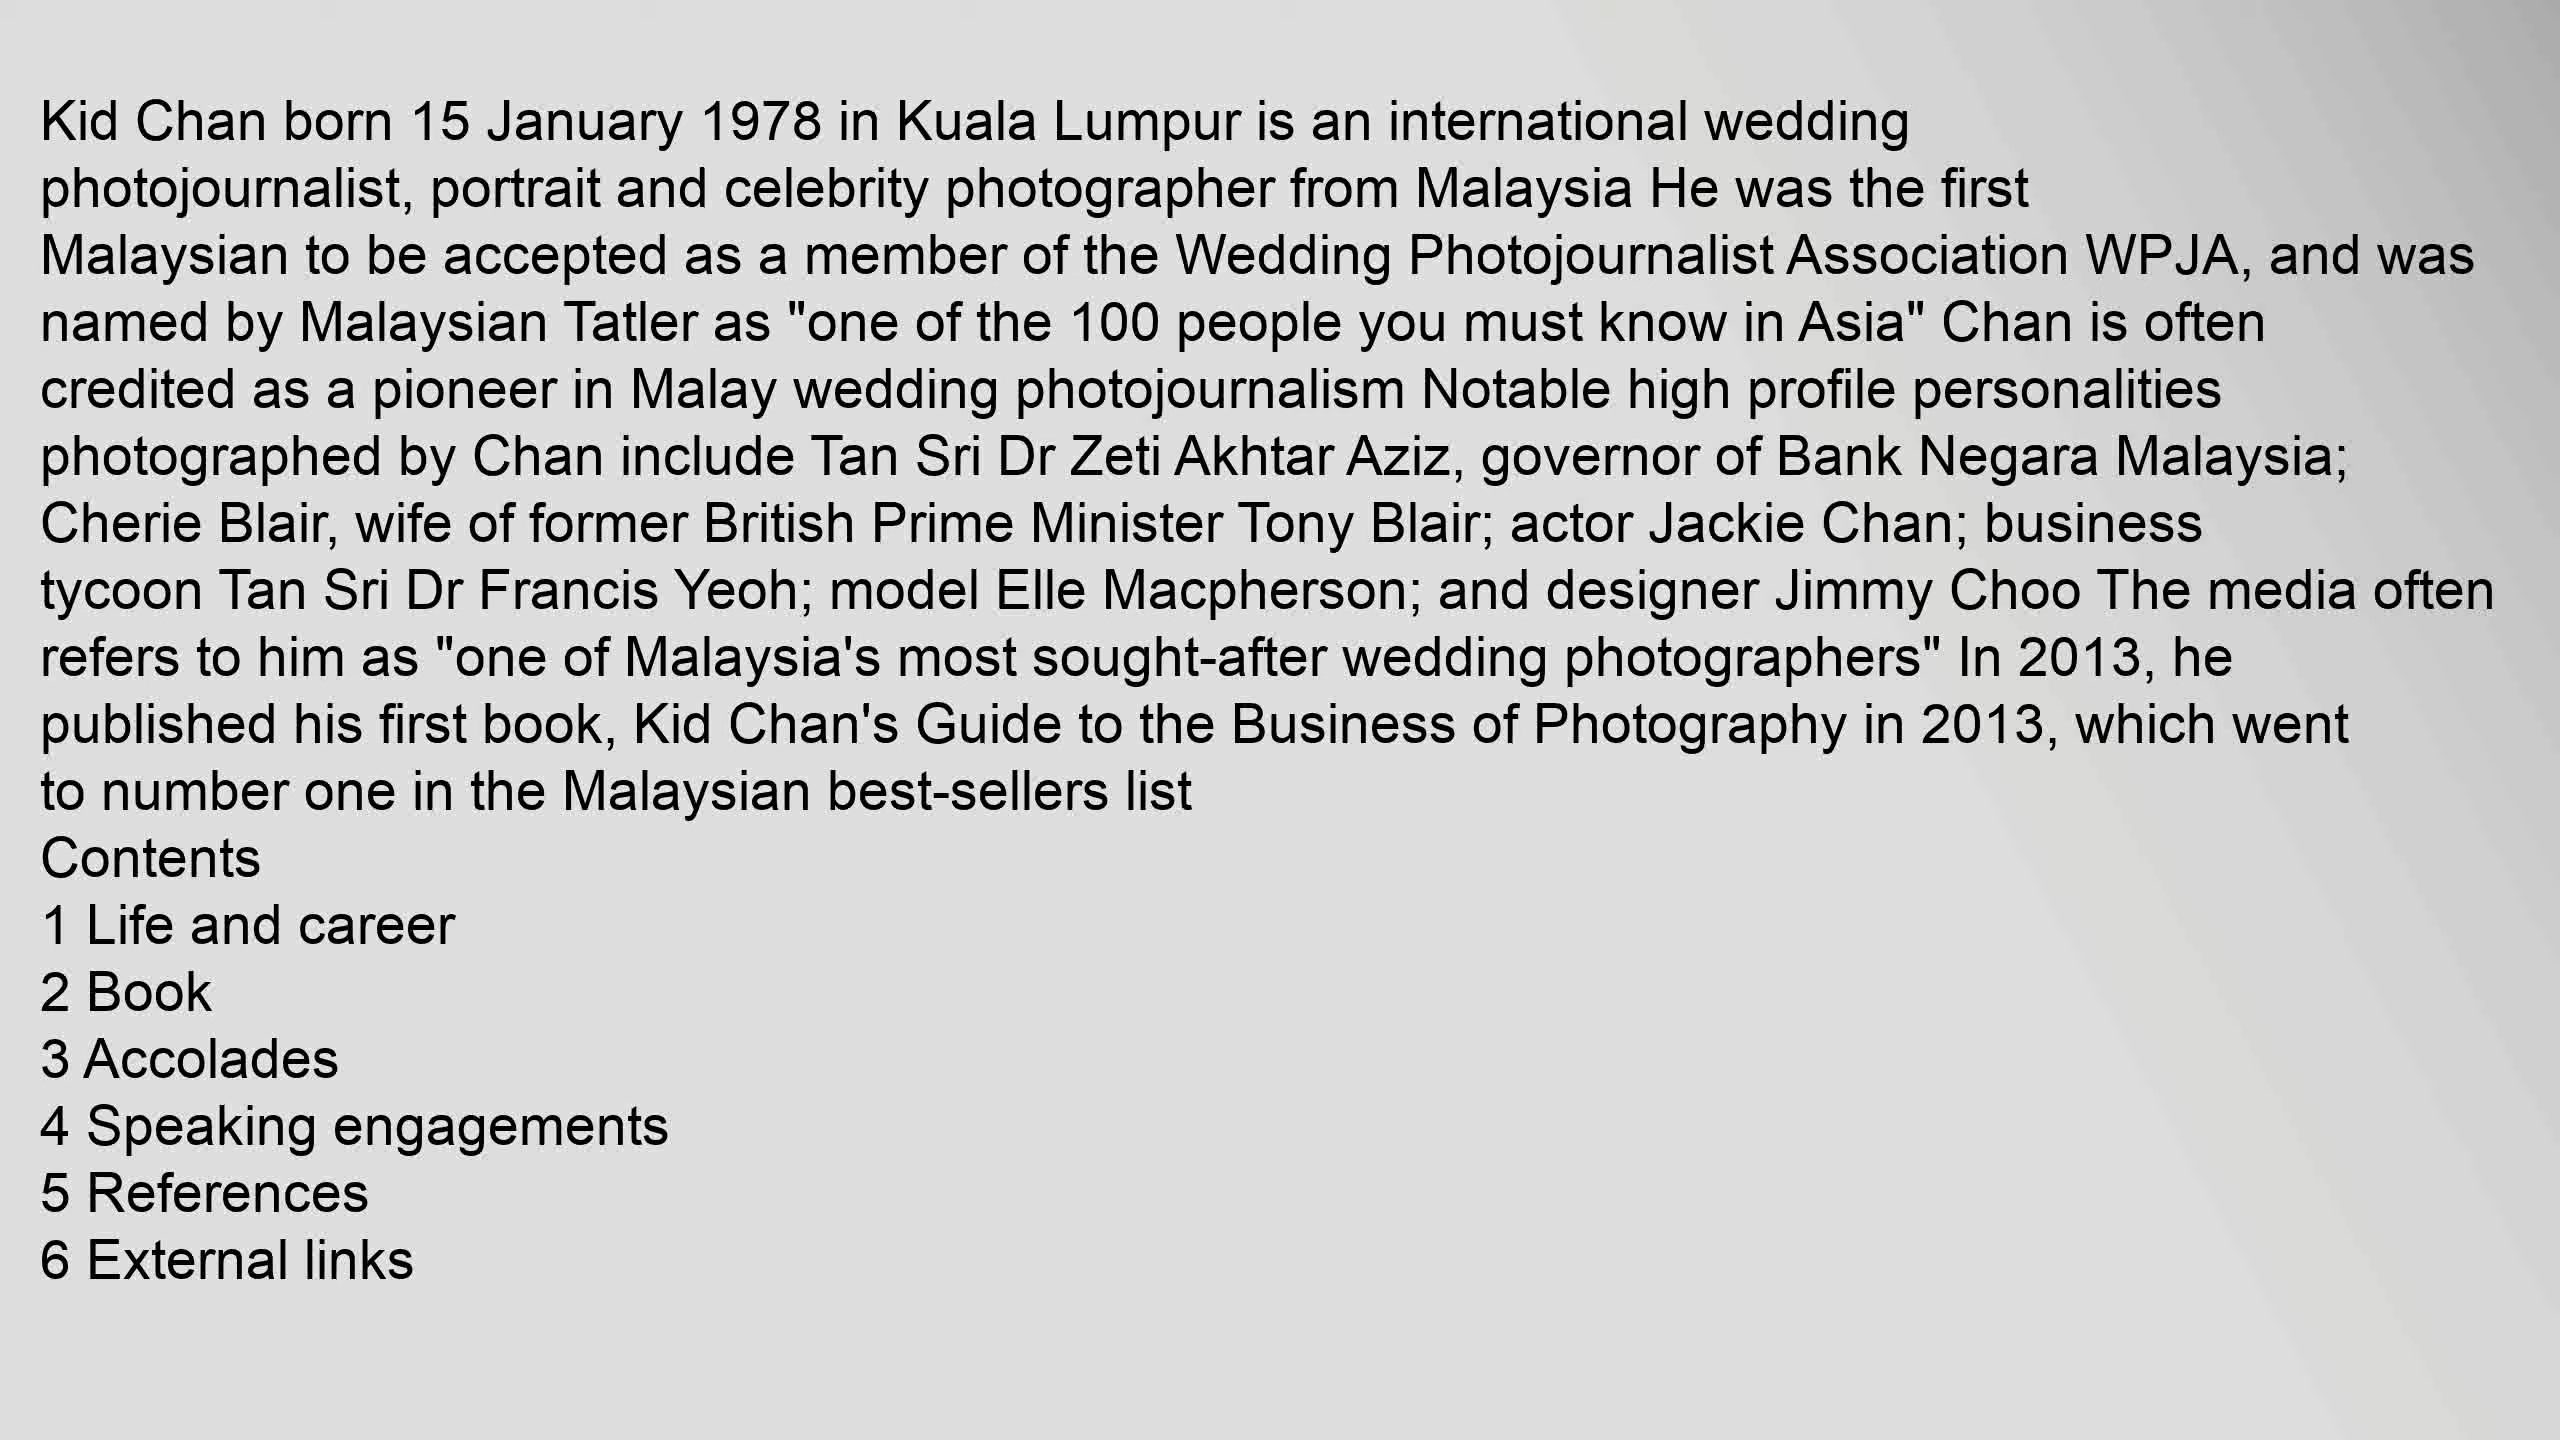 Kid Chan born 15 January 1978 in Kuala Lumpur is an international wedding
photojournalist, portrait and celebrity photographer from Malaysia He was the first
Malaysian to be accepted as a member of the Wedding Photojournalist Association WPJA, and was
named by Malaysian Tatler as "one of the 100 people you must know in Asia" Chan is often
credited as a pioneer in Malay wedding photojournalism Notable high profile personalities
photographed by Chan include Tan Sri Dr Zeti Akhtar Aziz, governor of Bank Negara Malaysia;
Cherie Blair, wife of former British Prime Minister Tony Blair; actor Jackie Chan; business
tycoon Tan Sri Dr Francis Yeoh; model Elle Macpherson; and designer Jimmy Choo The media often
refers to him as "one of Malaysia's most sought-after wedding photographers" In 2013, he
published his first book, Kid Chan's Guide to the Business of Photography in 2013, which went
to number one in the Malaysian best-sellers list
Contents
1 Life and career
2 Book
3 Accolades
4 Speaking engagements
5 References
6 External links